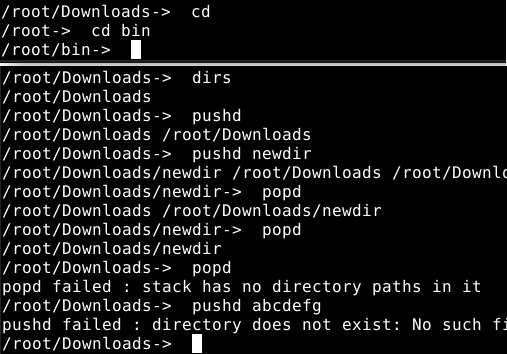 /root/Downloads-> cd
/root-> cd bin
/root/bin->
/root/Downloads-> dirs
/root/Downloads
/root/Downloads-> pushd
/root/Downloads /root/Downloads
/root/Downloads-> pushd newdir
/root/Downloads/newdir /root/Downloads /root/Downlo
/root/Downloads/newdir-> popd
/root/Downloads /root/Downloads/newdir
/root/Downloads/newdir-> popd
/root/Downloads/newdir
/root/Downloads-> popd
popd failed : stack has no directory paths in it
/root/Downloads-> pushd abcdefg
pushd failed : directory does not exist: No such fi
/root/Downloads->